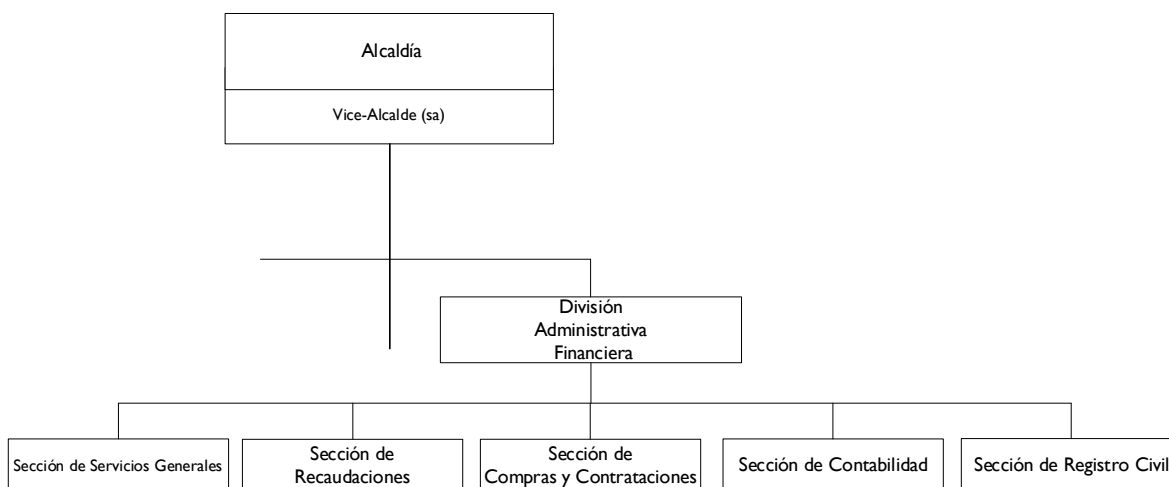 Alcaldía
Vice-Alcalde (sa)
División
Administrativa
Financiera
Sección de Servicios Generales
Sección de
Recaudaciones
Sección de
Compras y Contrataciones
Sección de Contabilidad
Sección de Registro Civil